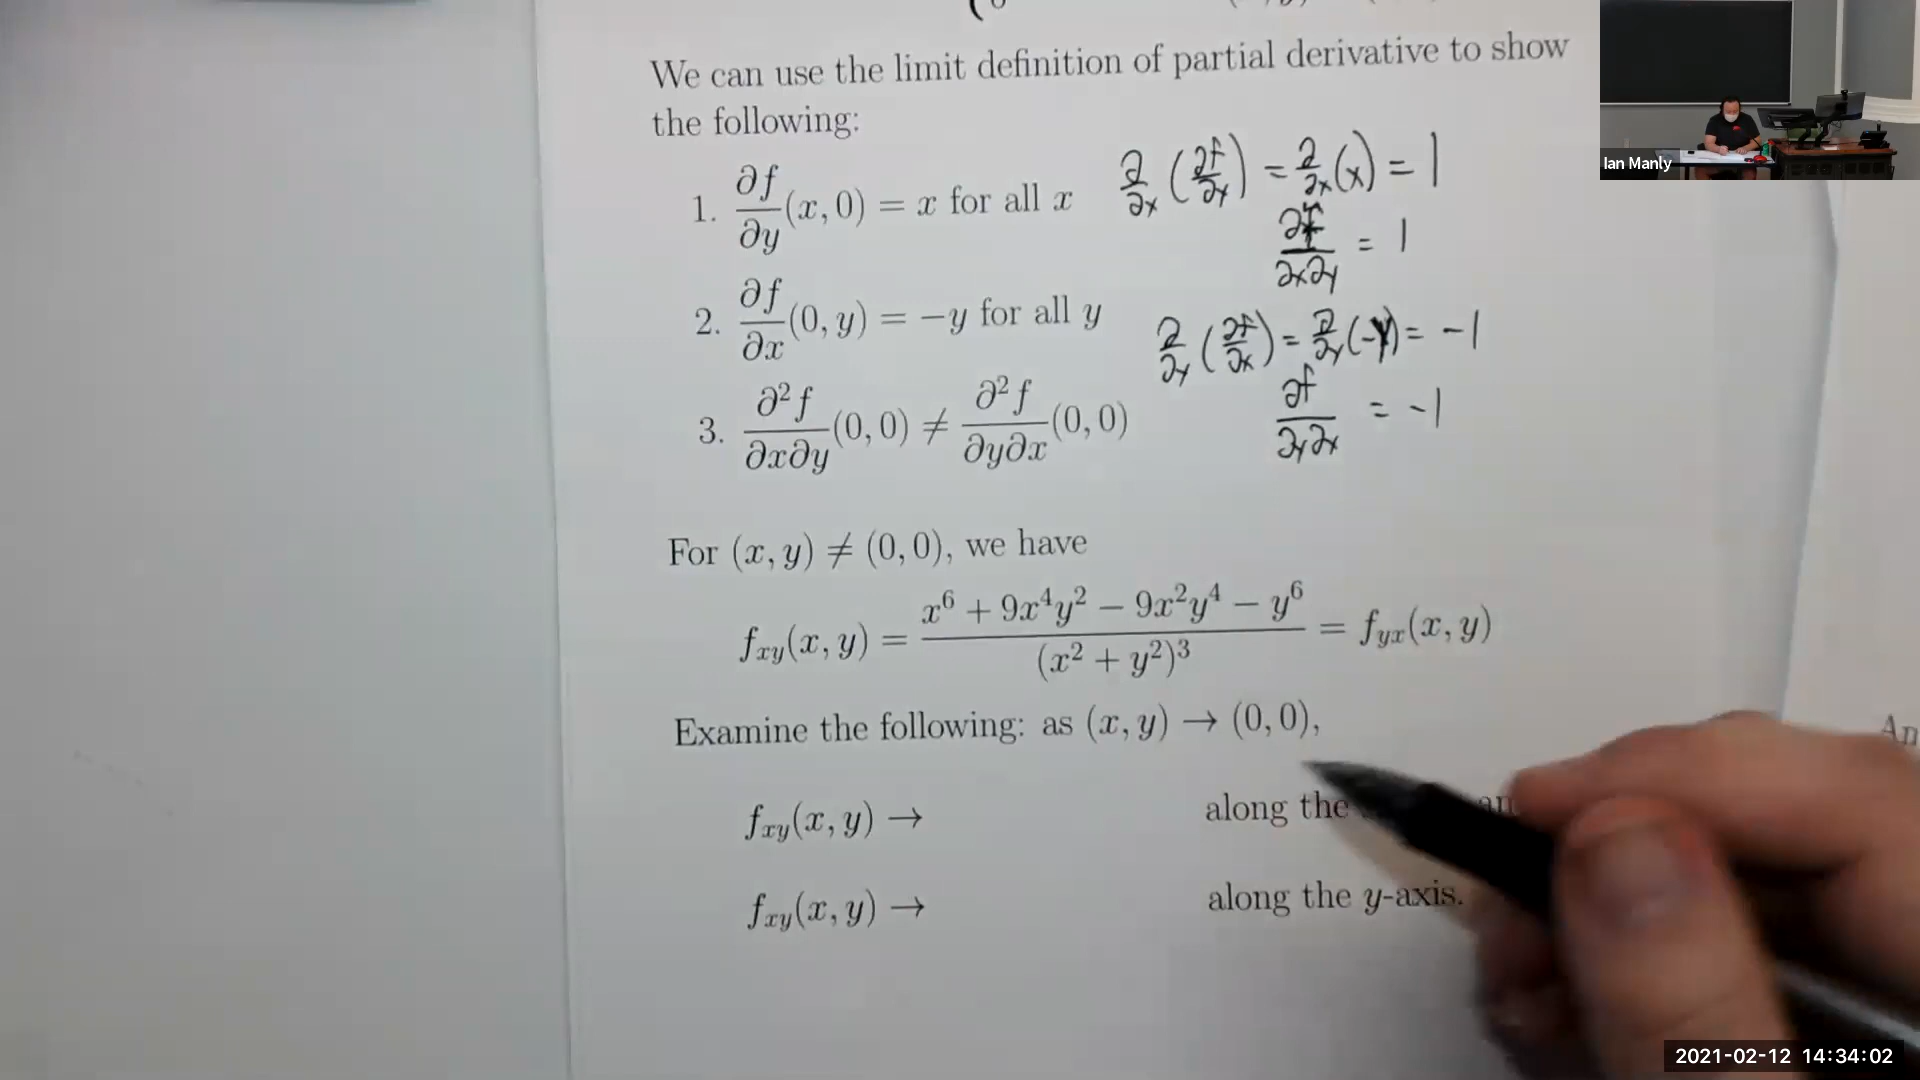 We can use the limit definition of partial derivative to show
the following:
1. ∂f/∂y (x, 0) = x for all x
∂/∂x (∂f/∂x) = ∂/∂x (x) = 1
∂f/∂x∂y = 1
2. ∂f/∂x (0, y) = −y for all y
∂/∂y (∂f/∂x) = ∂/∂y (-y) = -1
∂f/∂y∂x = -1
3. ∂²f/∂x∂y (0, 0) ≠ ∂²f/∂y∂x (0, 0)
For (x, y) ≠ (0, 0), we have
f_xy(x, y) = (x⁶ + 9x⁴y² − 9x²y⁴ − y⁶)/(x² + y²)³ = f_yx(x, y)
Examine the following: as (x, y) → (0, 0),
f_xy(x, y) → along the
f_xy(x, y) → along the y-axis.
An
Ian Manly
2021-02-12 14:34:02